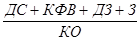 ДС + КФВ + ДЗ + З
КО